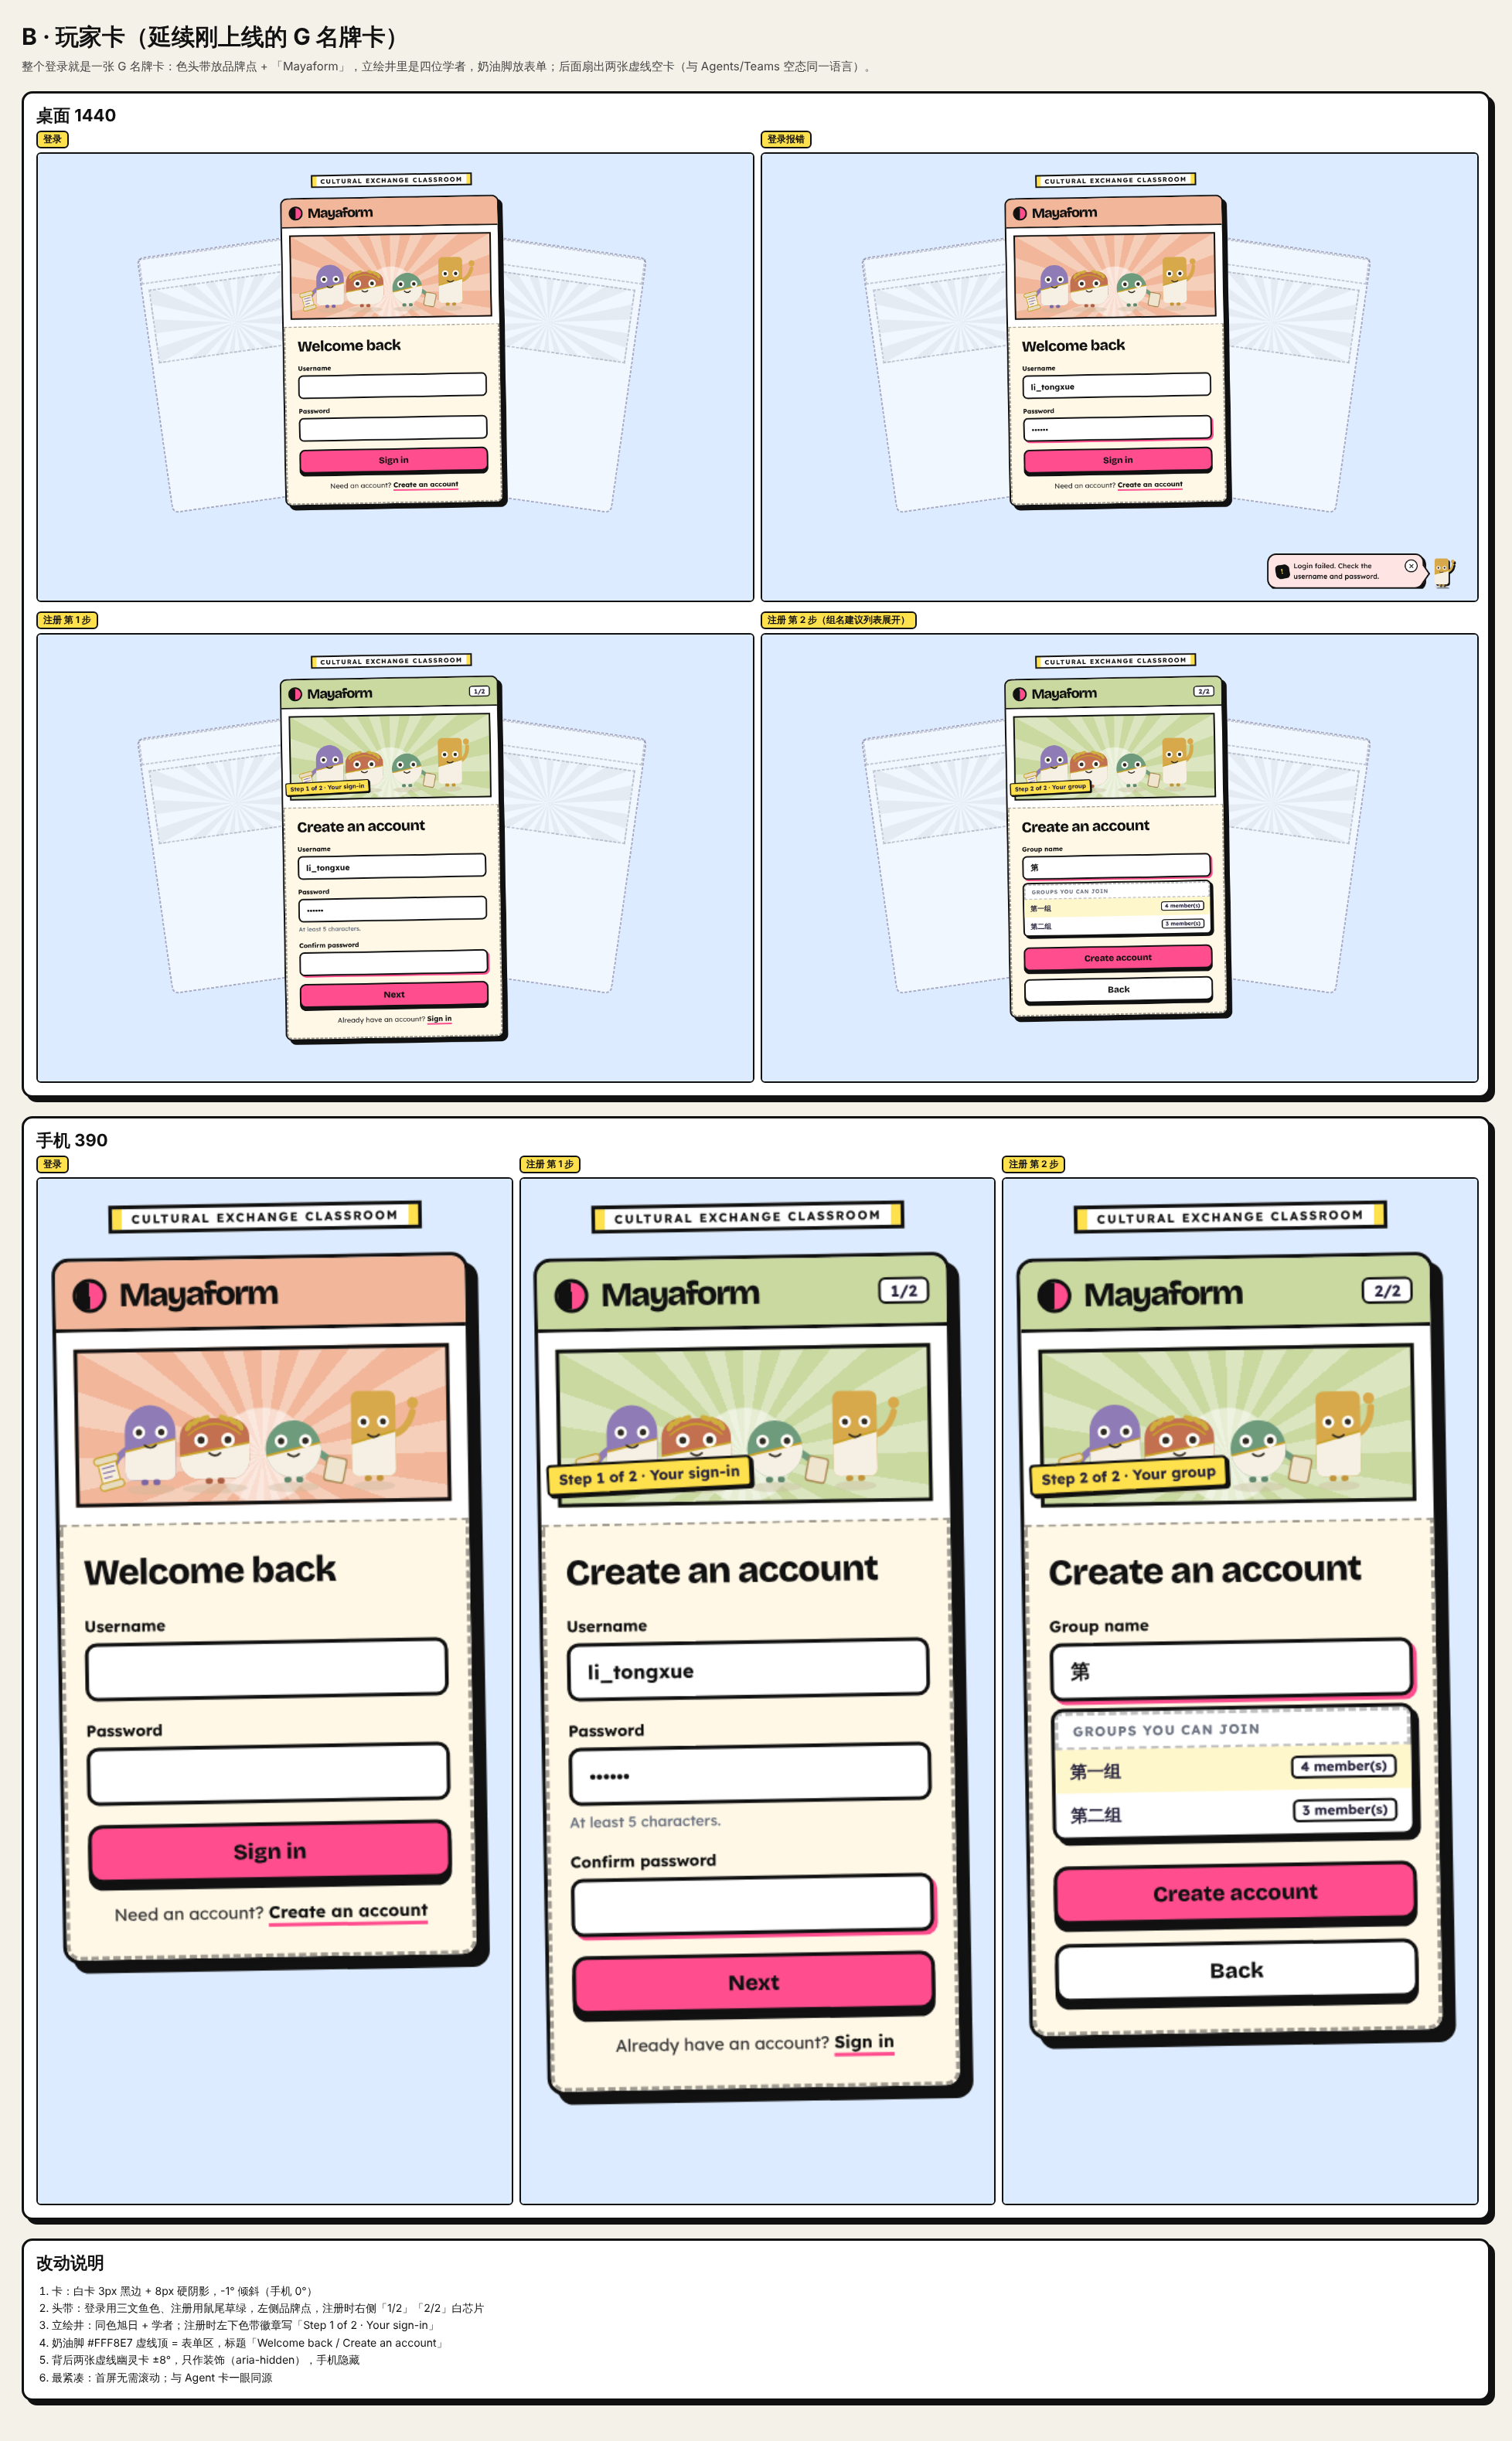 B · 玩家卡（延续刚上线的 G 名牌卡）
整个登录就是一张 G 名牌卡：色头带放品牌点 + 「Mayaform」，立绘井里是四位学者，奶油脚放表单；后面扇出两张虚线空卡（与 Agents/Teams 空态同一语言）。
桌面 1440
登录
CULTURAL EXCHANGE CLASSROOM
Mayaform
Welcome back
Username
Password
Sign in
Need an account? Create an account
登录报错
CULTURAL EXCHANGE CLASSROOM
Mayaform
Welcome back
Username
li_tongxue
Password
••••••
Sign in
Need an account? Create an account
! Login failed. Check the
username and password. ×
注册 第 1 步
CULTURAL EXCHANGE CLASSROOM
Mayaform 1/2
Step 1 of 2 · Your sign-in
Create an account
Username
li_tongxue
Password
••••••
At least 5 characters.
Confirm password
Next
Already have an account? Sign in
注册 第 2 步（组名建议列表展开）
CULTURAL EXCHANGE CLASSROOM
Mayaform 2/2
Step 2 of 2 · Your group
Create an account
Group name
第
GROUPS YOU CAN JOIN
第一组 4 member(s)
第二组 3 member(s)
Create account
Back
手机 390
登录
CULTURAL EXCHANGE CLASSROOM
Mayaform
Welcome back
Username
Password
Sign in
Need an account? Create an account
注册 第 1 步
CULTURAL EXCHANGE CLASSROOM
Mayaform 1/2
Step 1 of 2 · Your sign-in
Create an account
Username
li_tongxue
Password
••••••
At least 5 characters.
Confirm password
Next
Already have an account? Sign in
注册 第 2 步
CULTURAL EXCHANGE CLASSROOM
Mayaform 2/2
Step 2 of 2 · Your group
Create an account
Group name
第
GROUPS YOU CAN JOIN
第一组 4 member(s)
第二组 3 member(s)
Create account
Back
改动说明
1. 卡：白卡 3px 黑边 + 8px 硬阴影，-1° 倾斜（手机 0°）
2. 头带：登录用三文鱼色、注册用鼠尾草绿，左侧品牌点，注册时右侧「1/2」「2/2」白芯片
3. 立绘井：同色旭日 + 学者；注册时左下色带徽章写「Step 1 of 2 · Your sign-in」
4. 奶油脚 #FFF8E7 虚线顶 = 表单区，标题「Welcome back / Create an account」
5. 背后两张虚线幽灵卡 ±8°，只作装饰（aria-hidden），手机隐藏
6. 最紧凑：首屏无需滚动；与 Agent 卡一眼同源